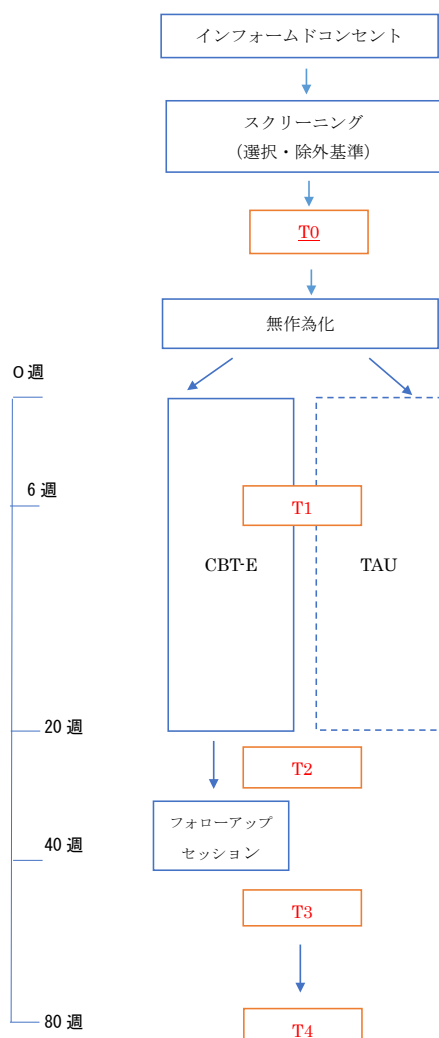 インフォームドコンセント
スクリーニング
（選択・除外基準）
T0
無作為化
0週
6週
T1
CBT-E
TAU
20週
T2
フォローアップ
セッション
40週
T3
80週
T4